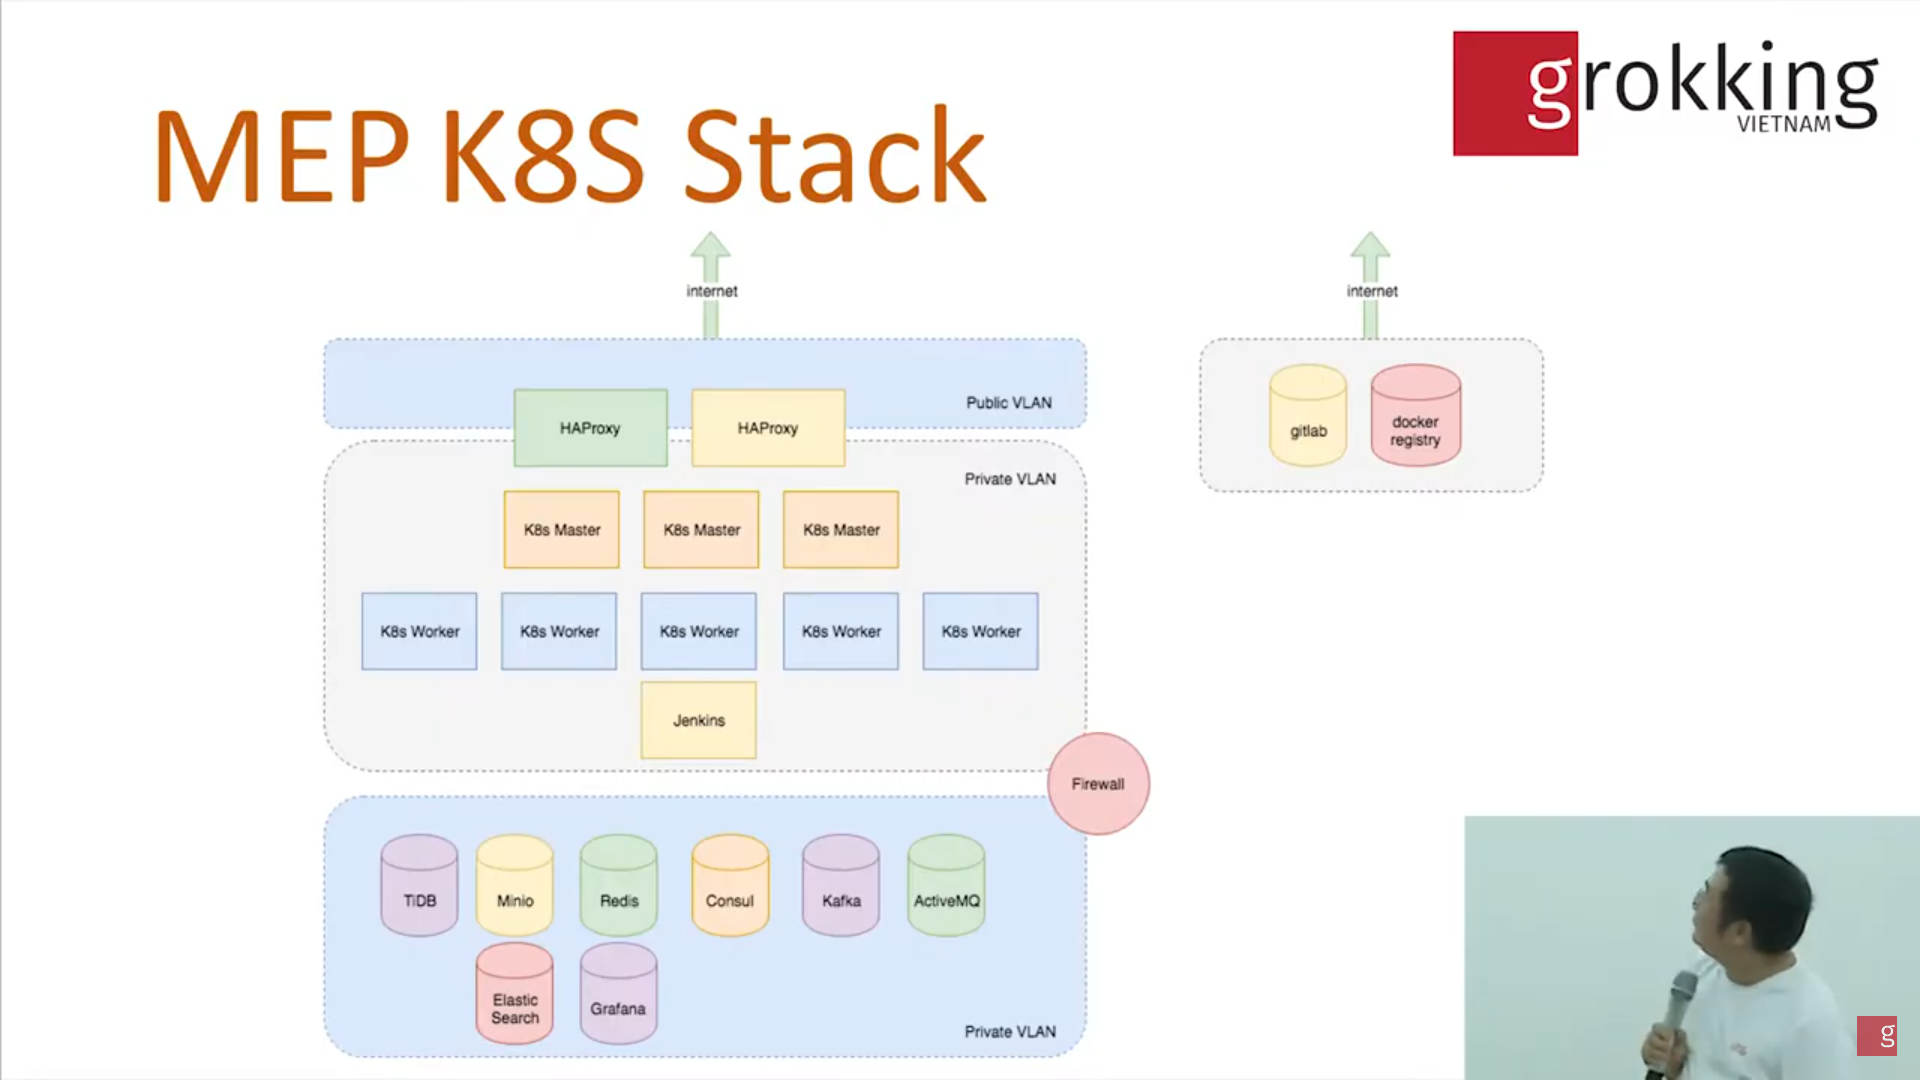 grokking
VIETNAM
MEP K8S Stack
internet
internet
Public VLAN
HAProxy
HAProxy
gitlab
docker
registry
Private VLAN
K8s Master
K8s Master
K8s Master
K8s Worker
K8s Worker
K8s Worker
K8s Worker
K8s Worker
Jenkins
Firewall
TiDB
Minio
Redis
Consul
Kafka
ActiveMQ
Elastic
Search
Grafana
Private VLAN
g